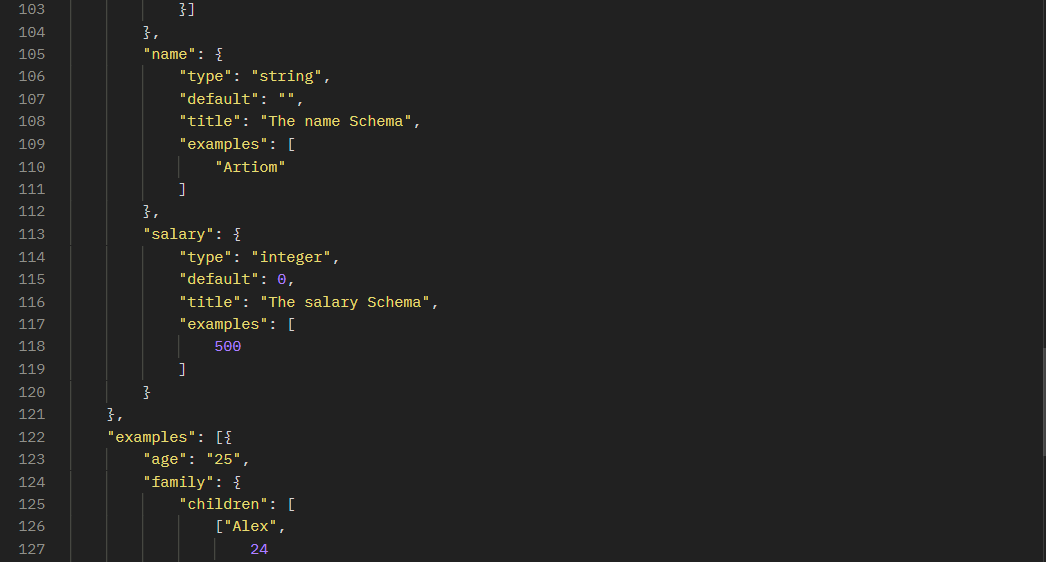 103 }]
104 },
105 "name": {
106 "type": "string",
107 "default": "",
108 "title": "The name Schema",
109 "examples": [
110 "Artiom"
111 ]
112 },
113 "salary": {
114 "type": "integer",
115 "default": 0,
116 "title": "The salary Schema",
117 "examples": [
118 500
119 ]
120 }
121 },
122 "examples": [{
123 "age": "25",
124 "family": {
125 "children": [
126 ["Alex",
127 24